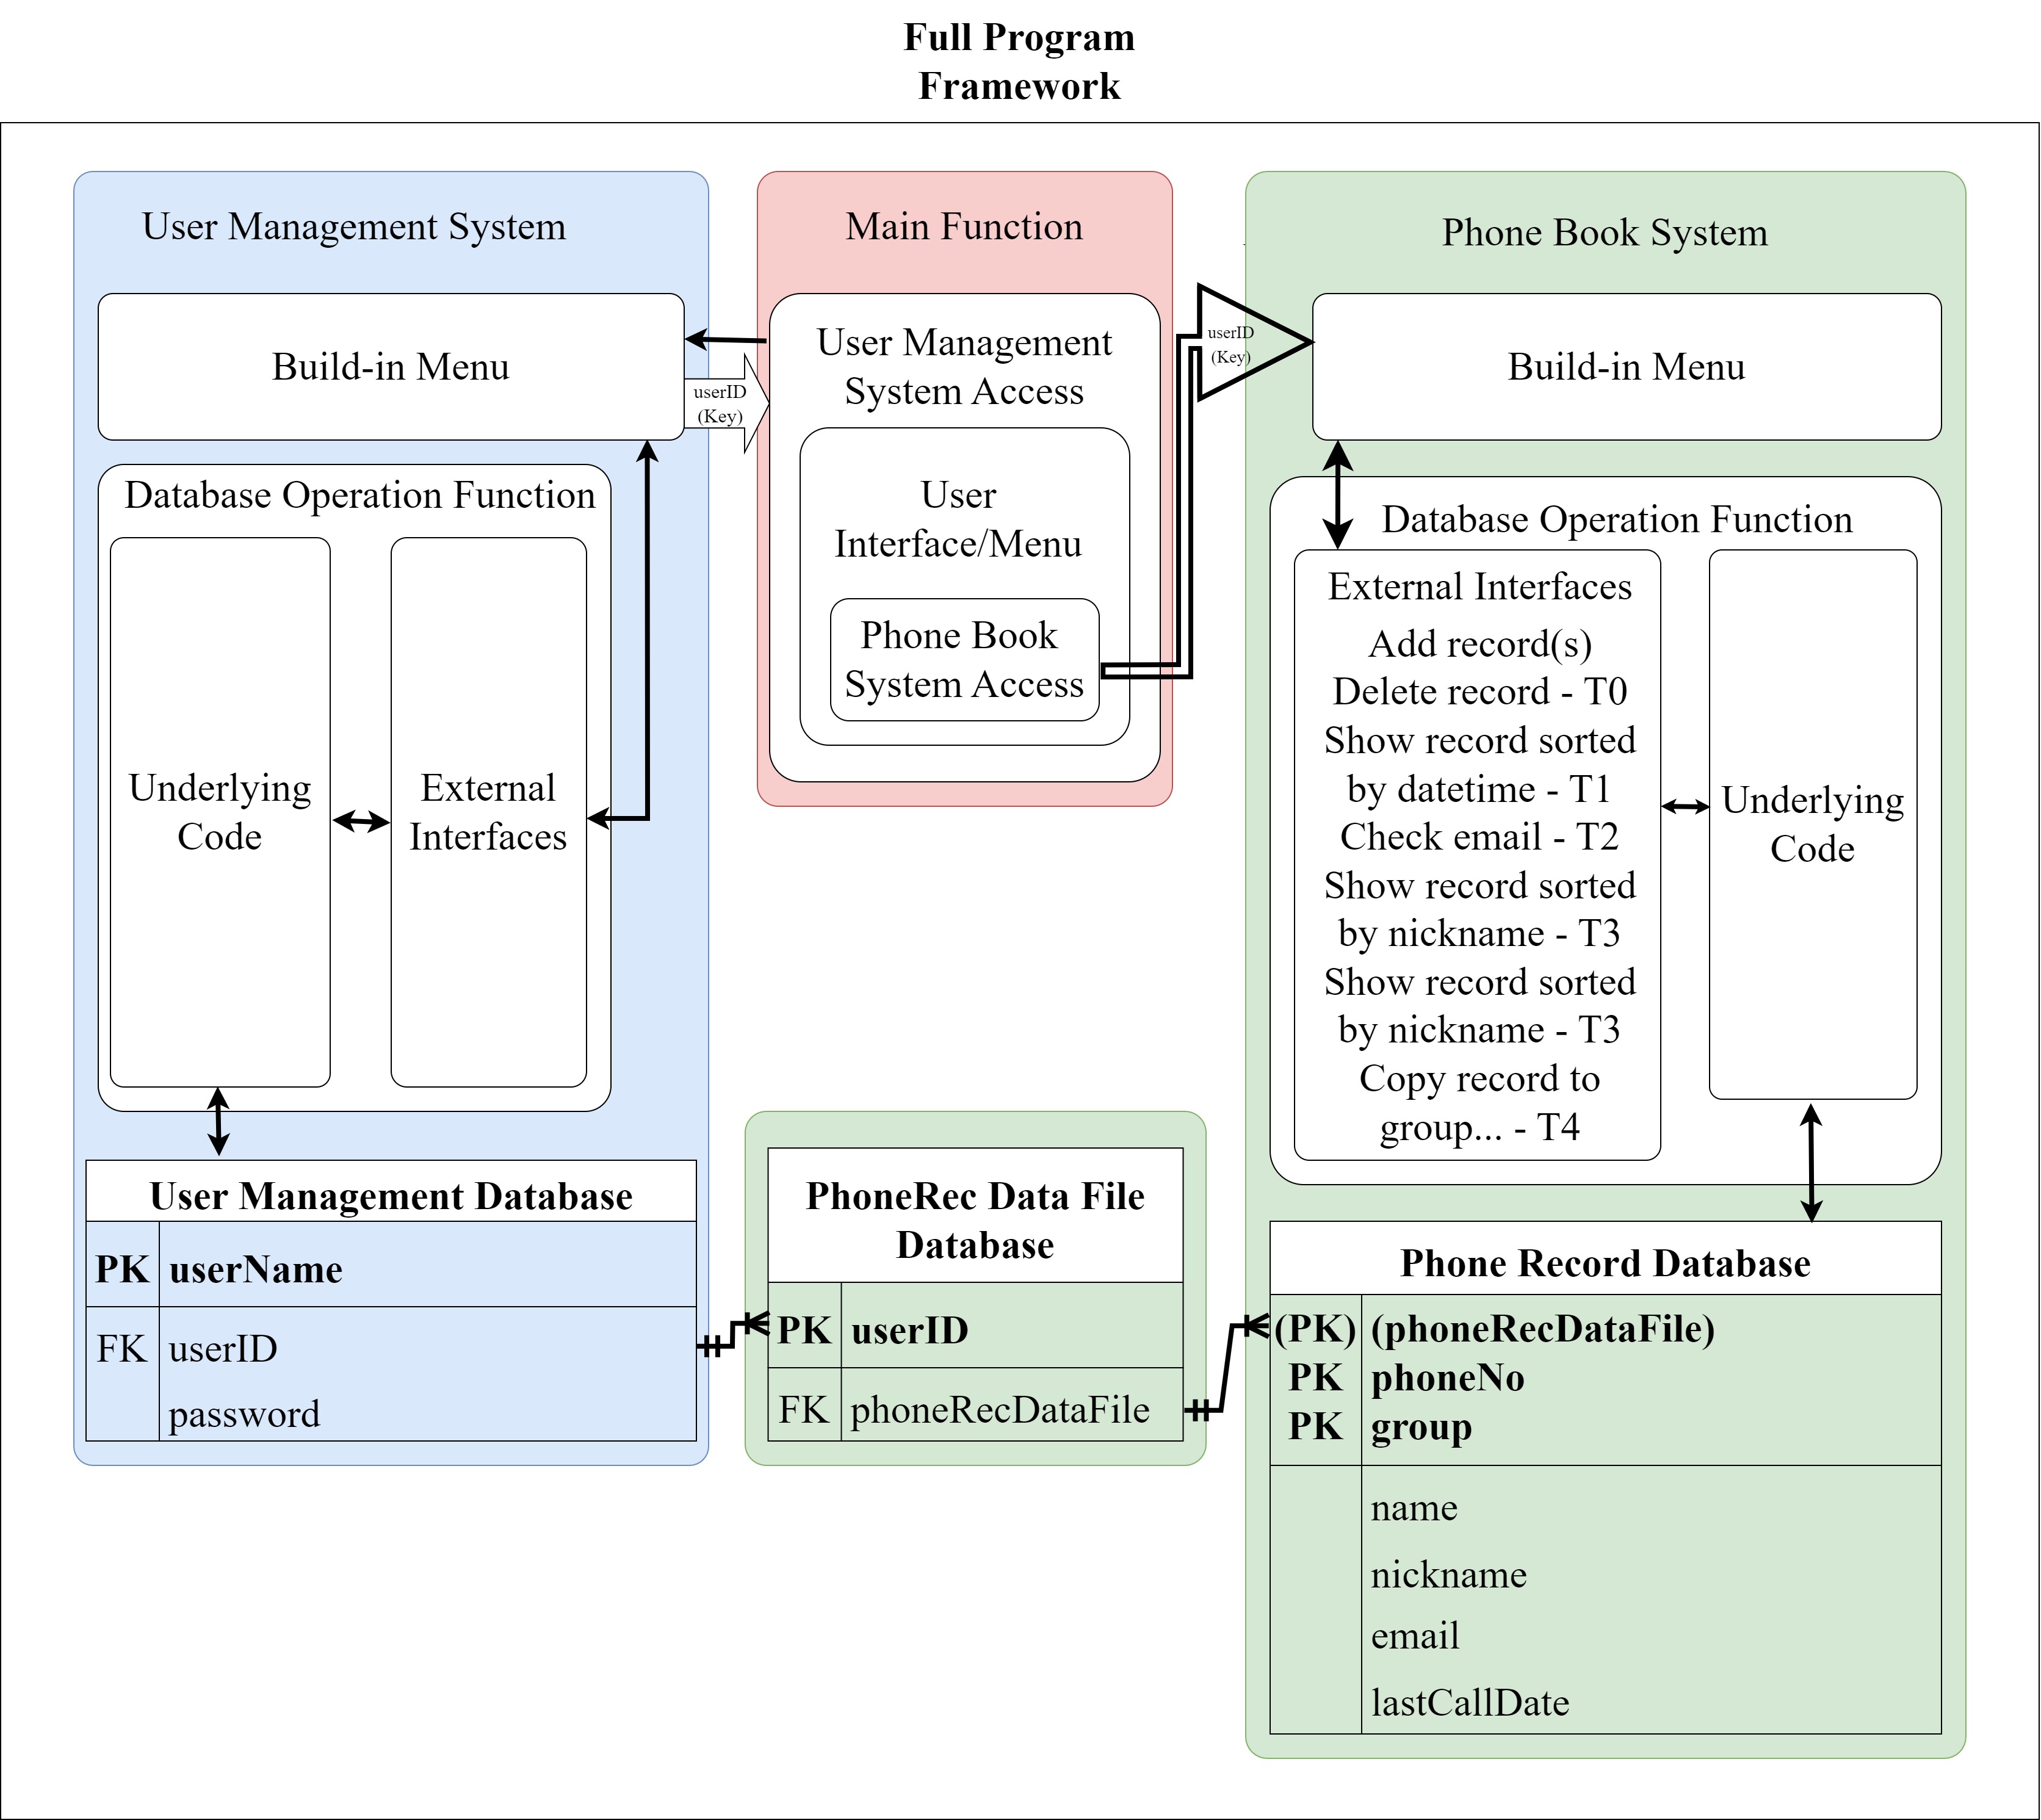 Full Program
Framework
User Management System
Build-in Menu
userID
(Key)
Database Operation Function
Underlying
Code
External
Interfaces
User Management Database
PK userName
FK userID
password
Main Function
User Management
System Access
User
Interface/Menu
Phone Book
System Access
userID
(Key)
PhoneRec Data File
Database
PK userID
FK phoneRecDataFile
Phone Book System
Build-in Menu
Database Operation Function
External Interfaces
Add record(s)
Delete record - T0
Show record sorted
by datetime - T1
Check email - T2
Show record sorted
by nickname - T3
Show record sorted
by nickname - T3
Copy record to
group... - T4
Underlying
Code
Phone Record Database
(PK) (phoneRecDataFile)
PK phoneNo
PK group
name
nickname
email
lastCallDate